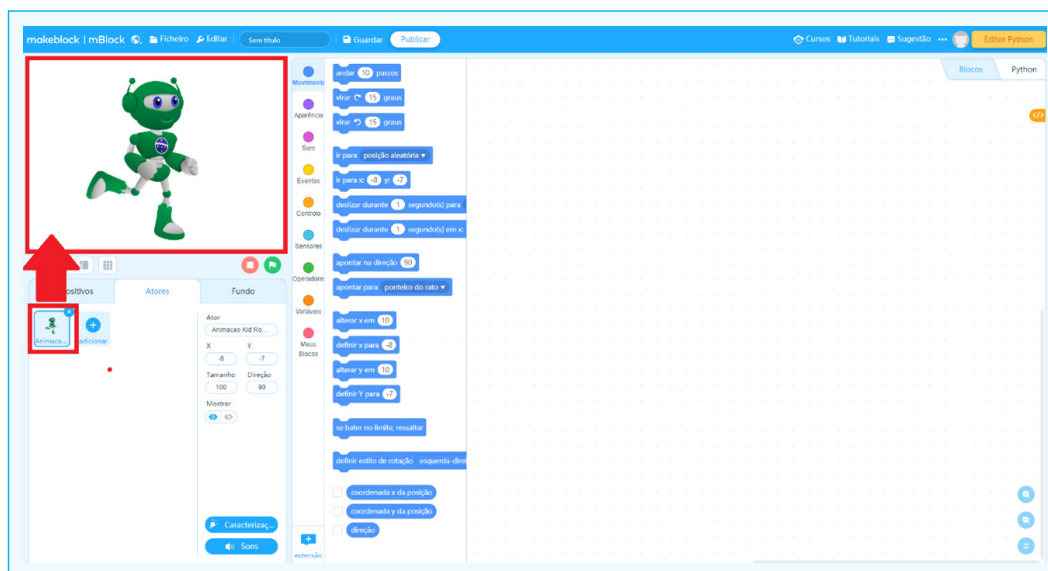 makeblock | mBlock Ficheiro Editar Sem título Guardar Publicar Cursos Tutoriais Sugestão ••• Editor Python
Blocos Python
</>
Movimento
Aparência
Som
Eventos
Controlo
Sensores
Operadores
Variáveis
Meus
Blocos
extensão
andar 10 passos
virar 15 graus
virar 15 graus
ir para posição aleatória
ir para x: -8 y: -7
deslizar durante 1 segundo(s) para
deslizar durante 1 segundo(s) em x:
apontar na direção 90
apontar para ponteiro do rato
alterar x em 10
definir x para -8
alterar y em 10
definir Y para -7
se bater no limite, ressaltar
definir estilo de rotação esquerda-direi
coordenada x da posição
coordenada y da posição
direção
ositivos Atores Fundo
Animaca...
adicionar
Ator
Animacao Kid Ro...
X Y
-8 -7
Tamanho Direção
100 90
Mostrar
Caracterizaç...
Sons